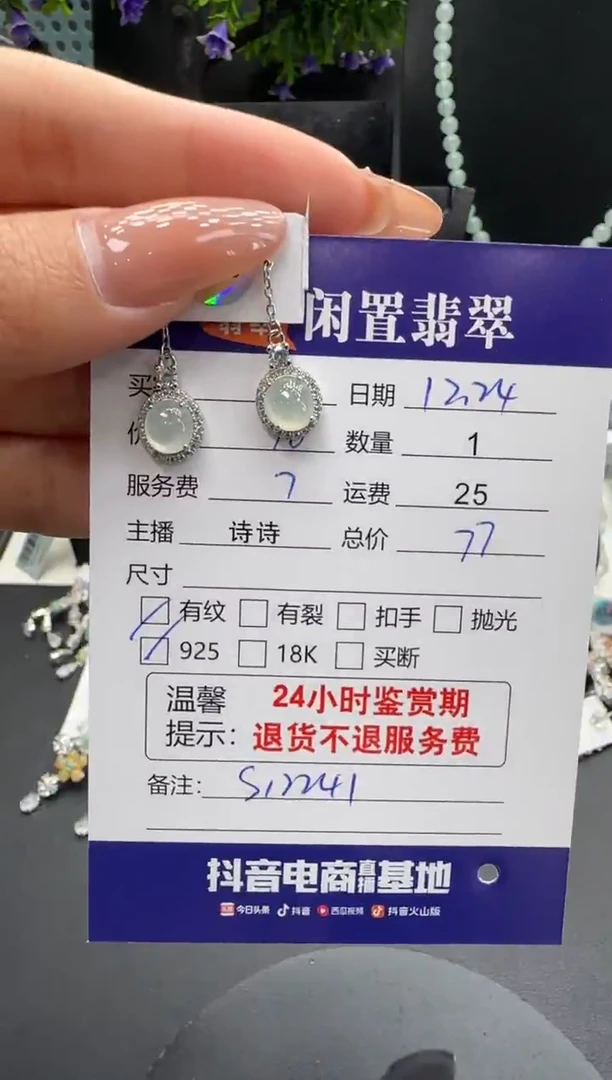 闲置翡翠
日期 12.24
数量 1
服务费 7 运费 25
主播 诗诗 总价 77
尺寸
有纹 有裂 扣手 抛光
925 18K 买断
温馨 24小时鉴赏期
提示: 退货不退服务费
备注: S12241
抖音电商直播基地
今日头条 抖音 西瓜视频 抖音火山版